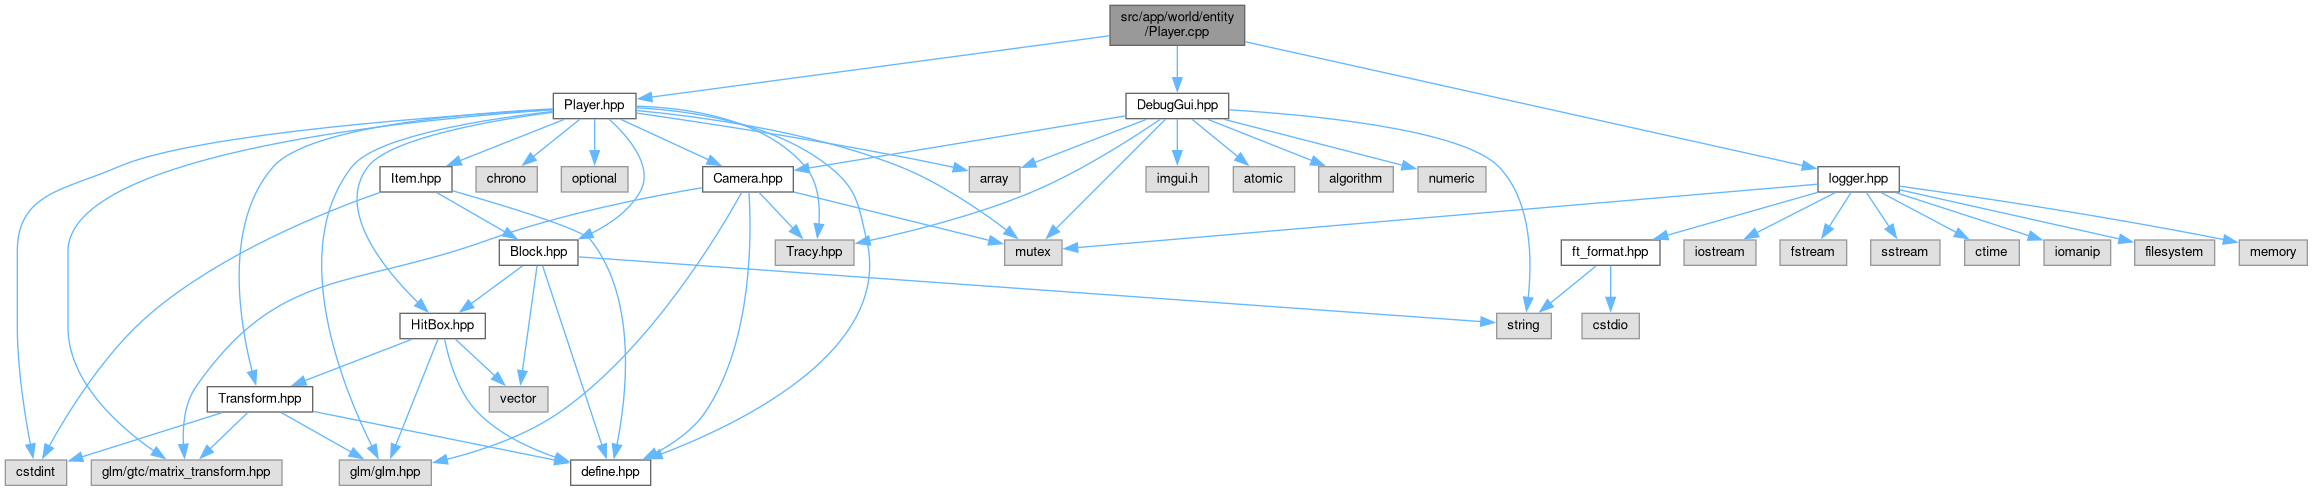 src/app/world/entity
/Player.cpp
Player.hpp
DebugGui.hpp
Item.hpp
chrono
optional
Camera.hpp
array
imgui.h
atomic
algorithm
numeric
logger.hpp
Block.hpp
Tracy.hpp
mutex
ft_format.hpp
iostream
fstream
sstream
ctime
iomanip
filesystem
memory
HitBox.hpp
string
cstdio
Transform.hpp
vector
cstdint
glm/gtc/matrix_transform.hpp
glm/glm.hpp
define.hpp